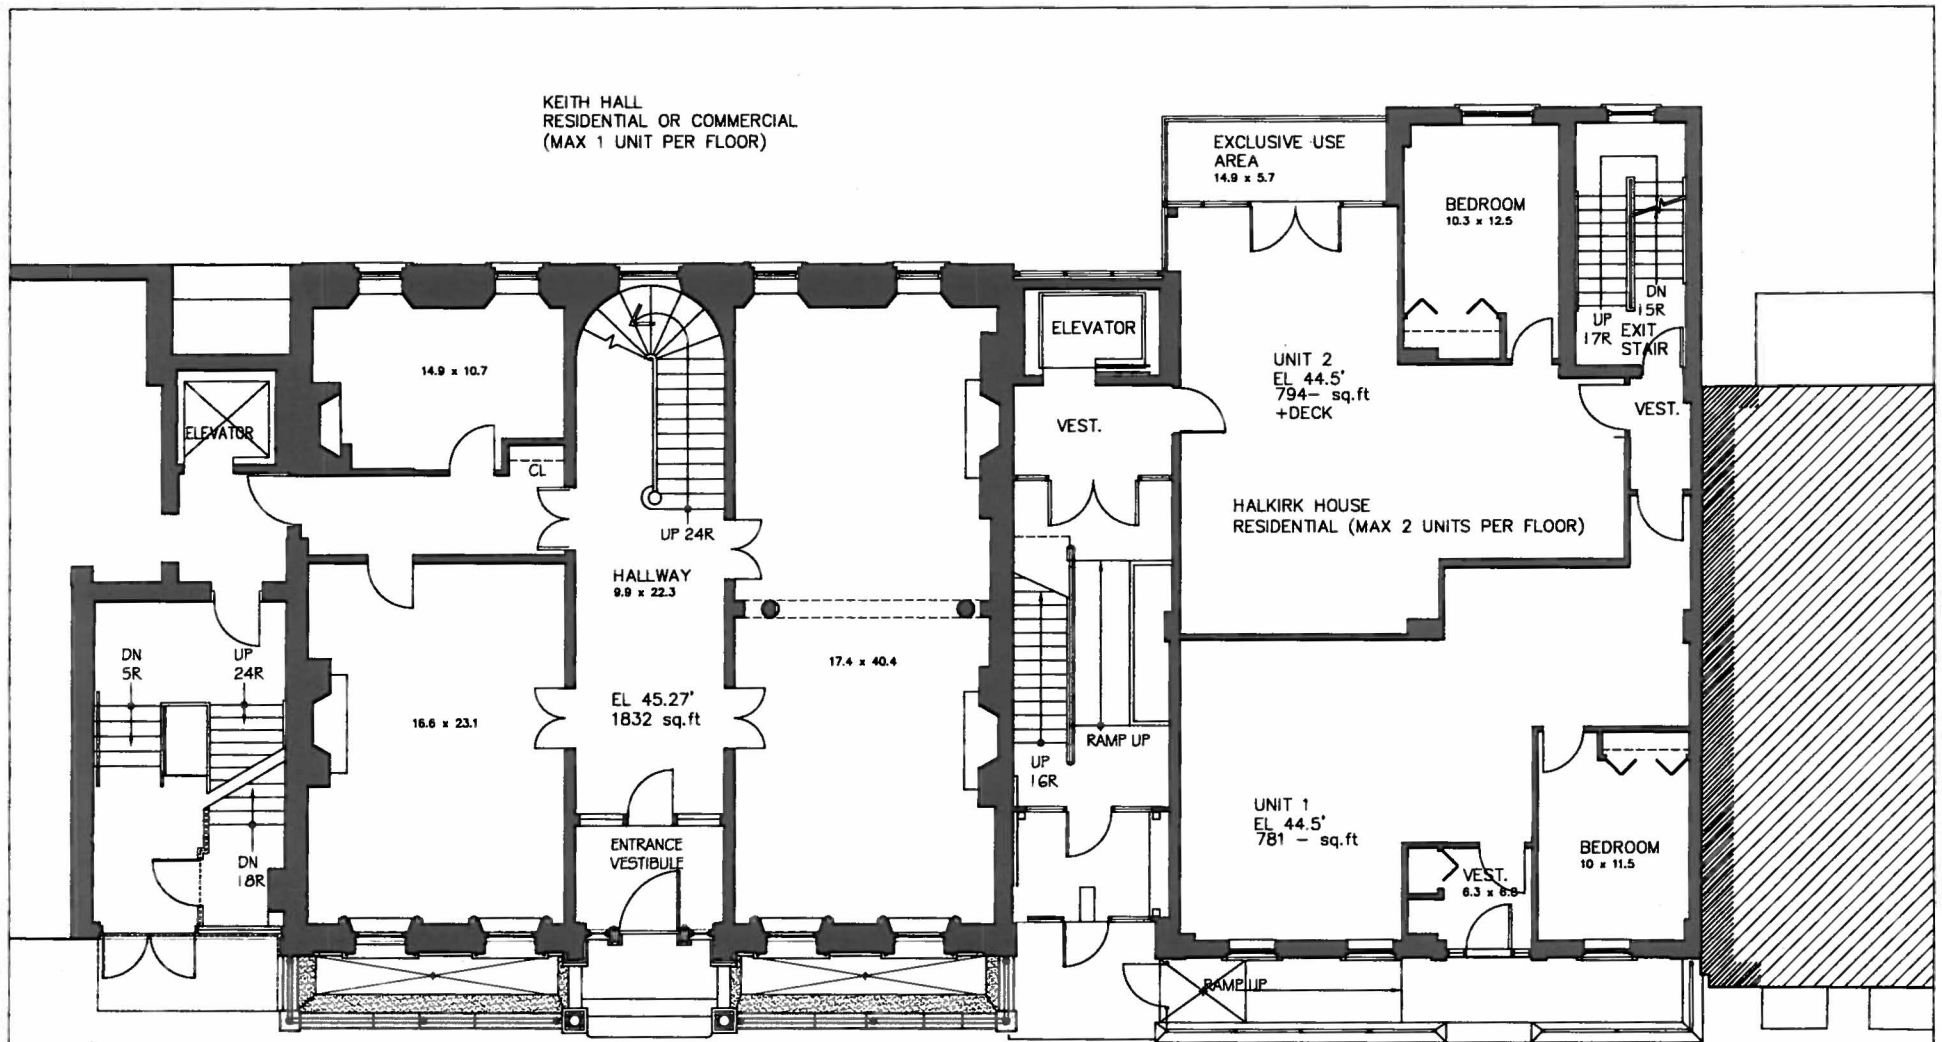 KEITH HALL
RESIDENTIAL OR COMMERCIAL
(MAX 1 UNIT PER FLOOR)
EXCLUSIVE USE
AREA
14.9 x 5.7
BEDROOM
10.3 x 12.5
DN
15R
UP
17R
EXIT
STAIR
ELEVATOR
14.9 x 10.7
ELEVATOR
CL
UNIT 2
EL 44.5'
794- sq.ft
+DECK
VEST.
VEST.
UP 24R
HALKIRK HOUSE
RESIDENTIAL (MAX 2 UNITS PER FLOOR)
HALLWAY
9.9 x 22.3
DN
5R
UP
24R
17.4 x 40.4
16.6 x 23.1
EL 45.27'
1832 sq.ft
RAMP UP
UP
16R
UNIT 1
EL 44.5'
781 - sq.ft
ENTRANCE
VESTIBULE
DN
18R
BEDROOM
10 x 11.5
VEST.
6.3 x 6.8
RAMP UP